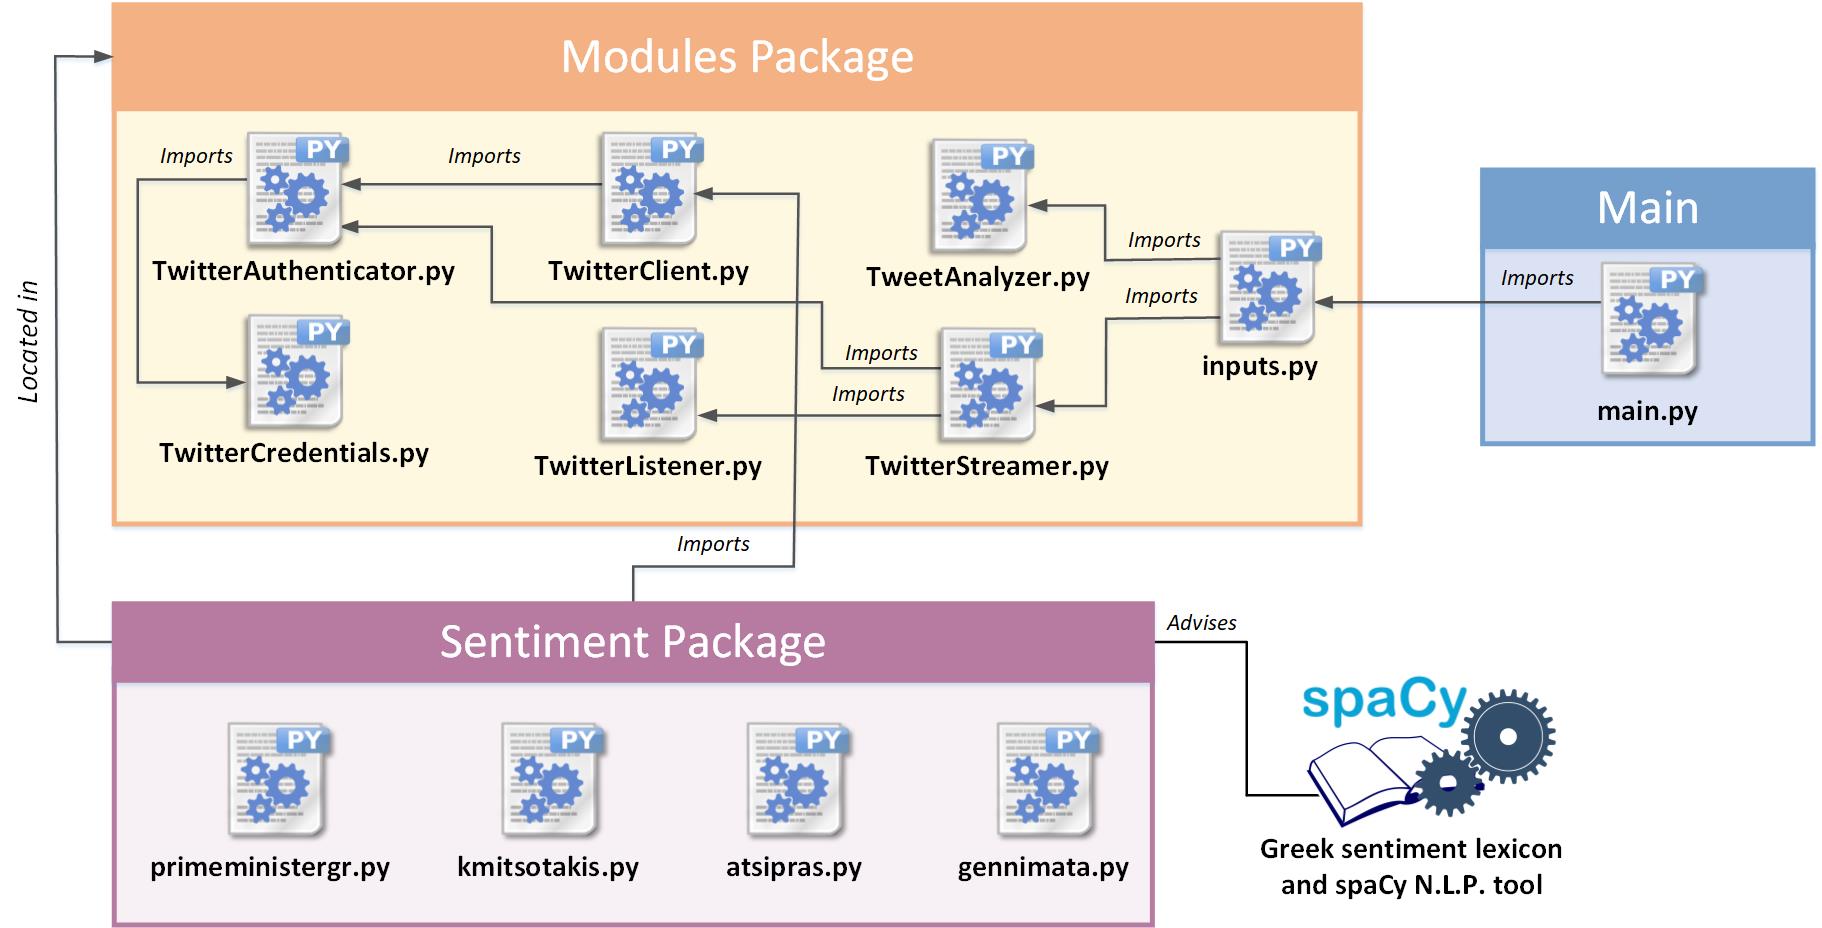 Modules Package
Located in
Imports
PY
Imports
PY
PY
Imports
PY
Main
TwitterAuthenticator.py
TwitterClient.py
TweetAnalyzer.py
Imports
PY
Imports
PY
PY
PY
Imports
PY
Imports
inputs.py
main.py
TwitterCredentials.py
TwitterListener.py
TwitterStreamer.py
Imports
Sentiment Package
Advises
PY
PY
PY
PY
primeministergr.py
kmitsotakis.py
atsipras.py
gennimata.py
spaCy
Greek sentiment lexicon
and spaCy N.L.P. tool